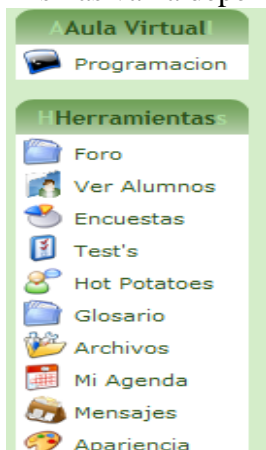 Aula Virtual
Programacion
Herramientas
Foro
Ver Alumnos
Encuestas
Test's
Hot Potatoes
Glosario
Archivos
Mi Agenda
Mensajes
Apariencia